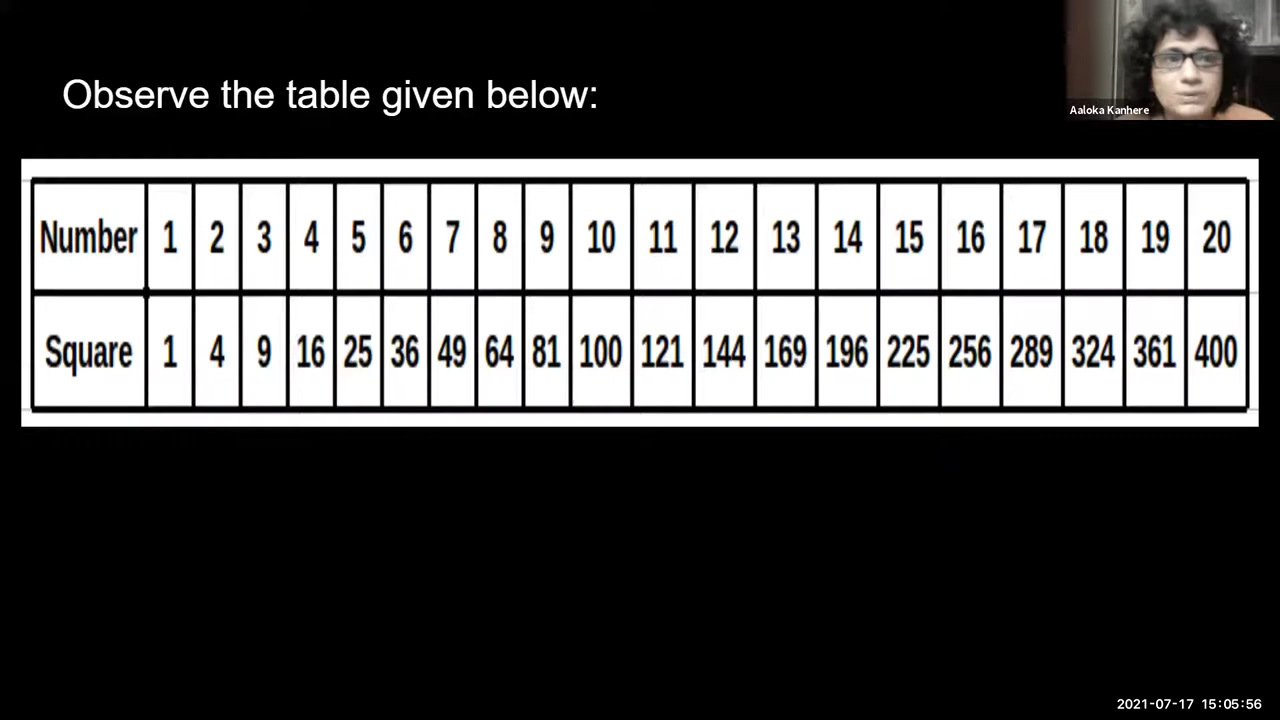 Observe the table given below:
Aaloka Kanhere
Number 1 2 3 4 5 6 7 8 9 10 11 12 13 14 15 16 17 18 19 20
Square 1 4 9 16 25 36 49 64 81 100 121 144 169 196 225 256 289 324 361 400
2021-07-17 15:05:56